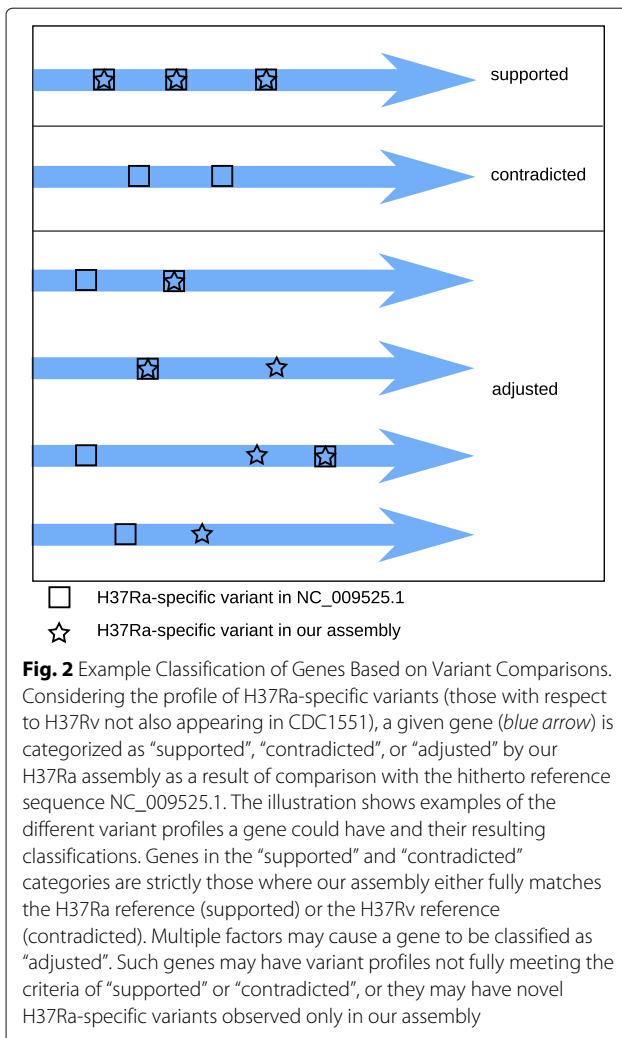 supported
contradicted
adjusted
H37Ra-specific variant in NC_009525.1
H37Ra-specific variant in our assembly
Fig. 2 Example Classification of Genes Based on Variant Comparisons.
Considering the profile of H37Ra-specific variants (those with respect
to H37Rv not also appearing in CDC1551), a given gene (blue arrow) is
categorized as “supported”, “contradicted”, or “adjusted” by our
H37Ra assembly as a result of comparison with the hitherto reference
sequence NC_009525.1. The illustration shows examples of the
different variant profiles a gene could have and their resulting
classifications. Genes in the “supported” and “contradicted”
categories are strictly those where our assembly either fully matches
the H37Ra reference (supported) or the H37Rv reference
(contradicted). Multiple factors may cause a gene to be classified as
“adjusted”. Such genes may have variant profiles not fully meeting the
criteria of “supported” or “contradicted”, or they may have novel
H37Ra-specific variants observed only in our assembly